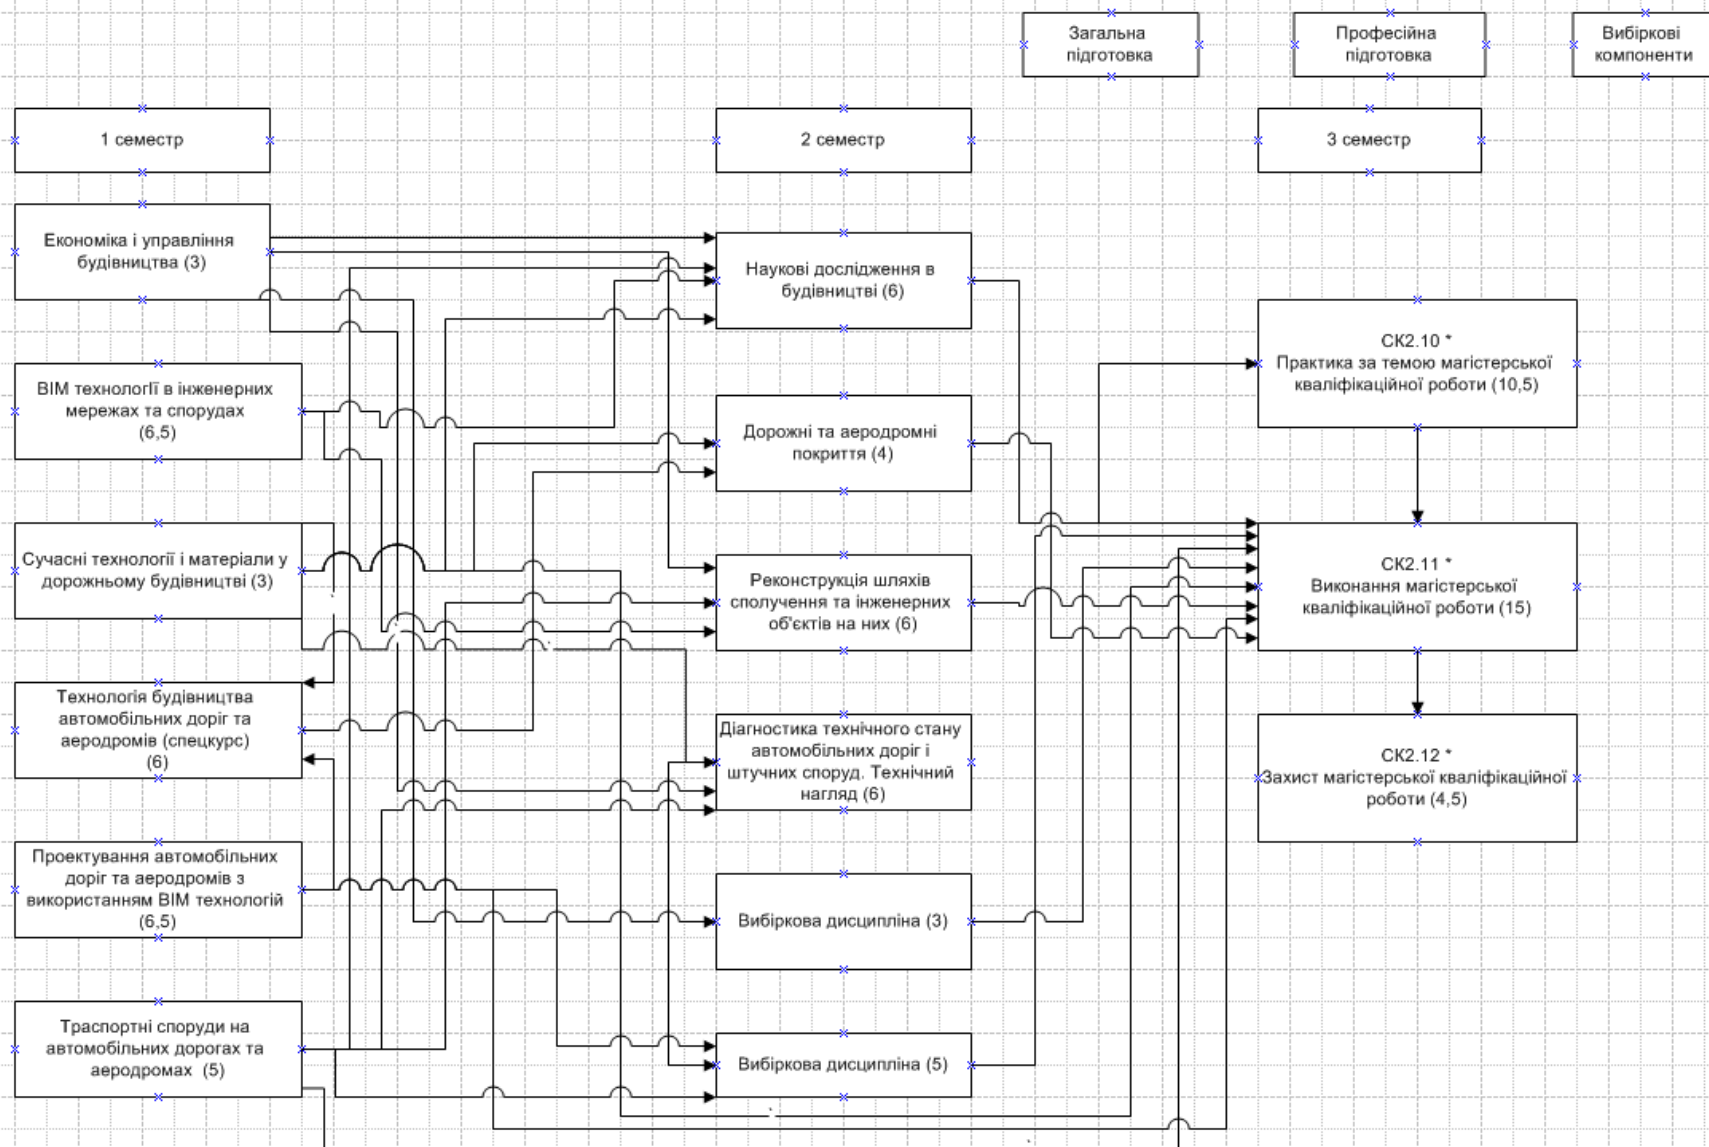 Загальна
підготовка
Професійна
підготовка
Вибіркові
компоненти
1 семестр
2 семестр
3 семестр
Економіка і управління
будівництва (3)
BIM технології в інженерних
мережах та спорудах
(6,5)
Сучасні технології і матеріали у
дорожньому будівництві (3)
Технологія будівництва
автомобільних доріг та
аеродромів (спецкурс)
(6)
Проектування автомобільних
доріг та аеродромів з
використанням BIM технологій
(6,5)
Траспортні споруди на
автомобільних дорогах та
аеродромах (5)
Наукові дослідження в
будівництві (6)
Дорожні та аеродромні
покриття (4)
Реконструкція шляхів
сполучення та інженерних
об'єктів на них (6)
Діагностика технічного стану
автомобільних доріг і
штучних споруд. Технічний
нагляд (6)
Вибіркова дисципліна (3)
Вибіркова дисципліна (5)
СК2.10 *
Практика за темою магістерської
кваліфікаційної роботи (10,5)
СК2.11 *
Виконання магістерської
кваліфікаційної роботи (15)
СК2.12 *
Захист магістерської кваліфікаційної
роботи (4,5)